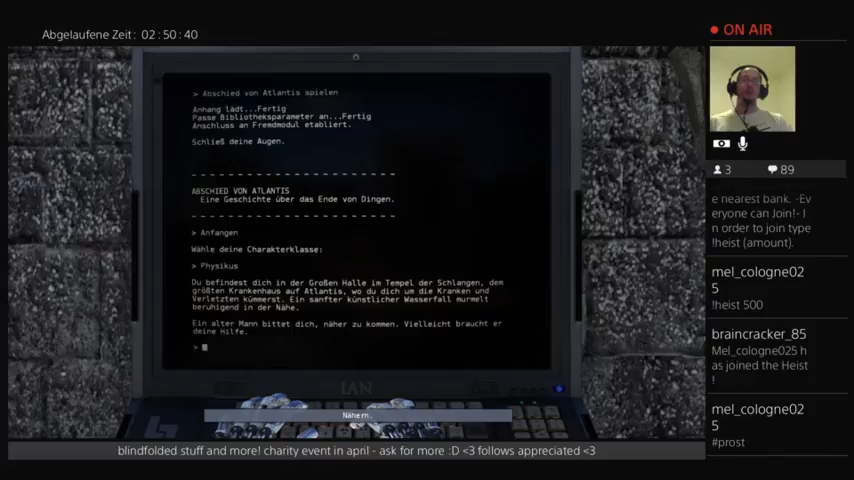 Abgelaufene Zeit: 02:50:40
ON AIR
> Abschied von Atlantis spielen
Anhang lädt...Fertig
Passe Bibliotheksparameter an...Fertig
Anschluss an Fremdmodul etabliert.
Schließ deine Augen.
- - - - - - - - - - - - - - - - - - - - - - - -
ABSCHIED VON ATLANTIS
Eine Geschichte über das Ende von Dingen.
- - - - - - - - - - - - - - - - - - - - - - - -
> Anfangen
Wähle deine Charakterklasse:
> Physikus
Du befindest dich in der Großen Halle im Tempel der Schlangen, dem
größten Krankenhaus auf Atlantis, wo du dich um die Kranken und
Verletzten kümmerst. Ein sanfter künstlicher Wasserfall murmelt
beruhigend in der Nähe.
Ein alter Mann bittet dich, näher zu kommen. Vielleicht braucht er
deine Hilfe.
>
IAN
Nähern.
blindfolded stuff and more! charity event in april - ask for more :D <3 follows appreciated <3
3
89
e nearest bank. -Ev
eryone can Join!- I
n order to join type
!heist (amount).
mel_cologne02
5
!heist 500
braincracker_85
Mel_cologne025 h
as joined the Heist
!
mel_cologne02
5
#prost